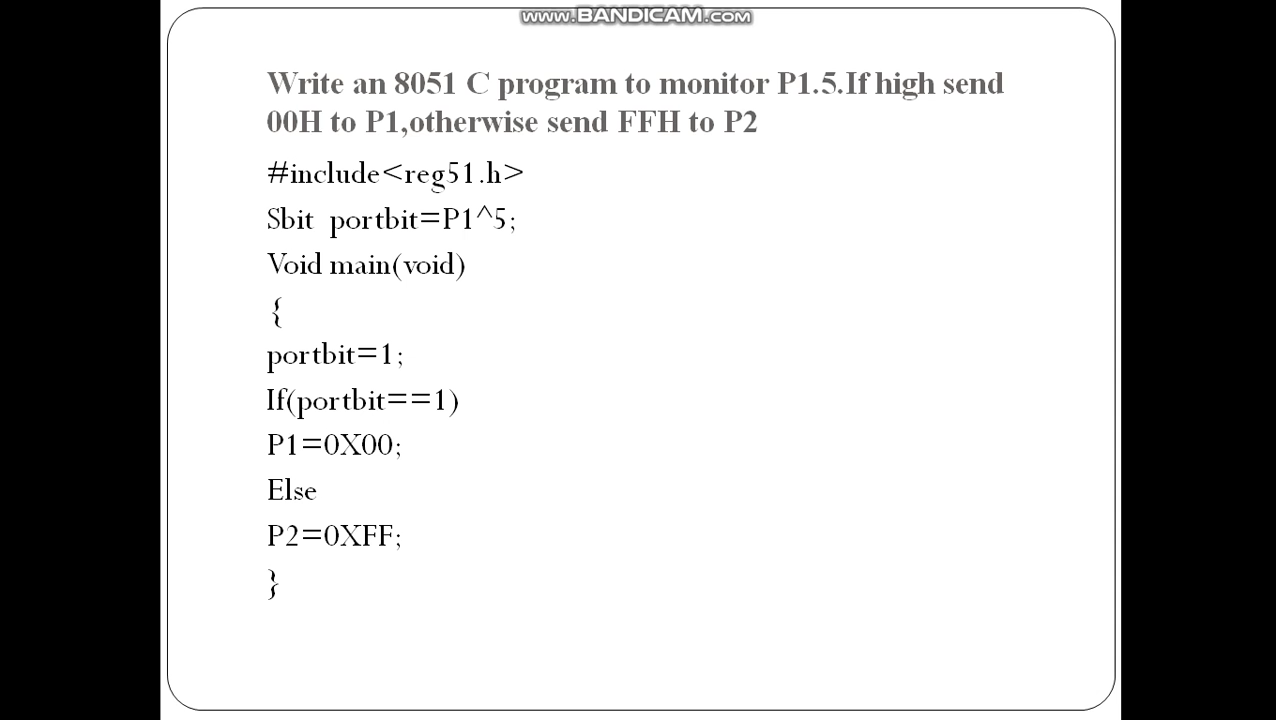 www.BANDICAM.com
Write an 8051 C program to monitor P1.5.If high send
00H to P1,otherwise send FFH to P2
#include<reg51.h>
Sbit portbit=P1^5;
Void main(void)
{
portbit=1;
If(portbit==1)
P1=0X00;
Else
P2=0XFF;
}